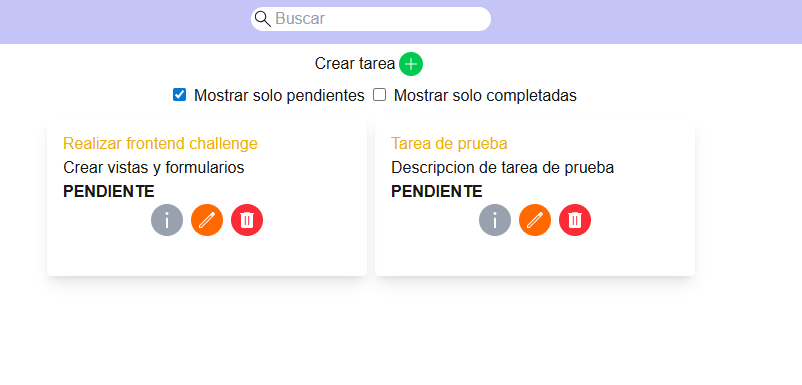 Buscar
Crear tarea
Mostrar solo pendientes Mostrar solo completadas
Realizar frontend challenge
Crear vistas y formularios
PENDIENTE
Tarea de prueba
Descripcion de tarea de prueba
PENDIENTE